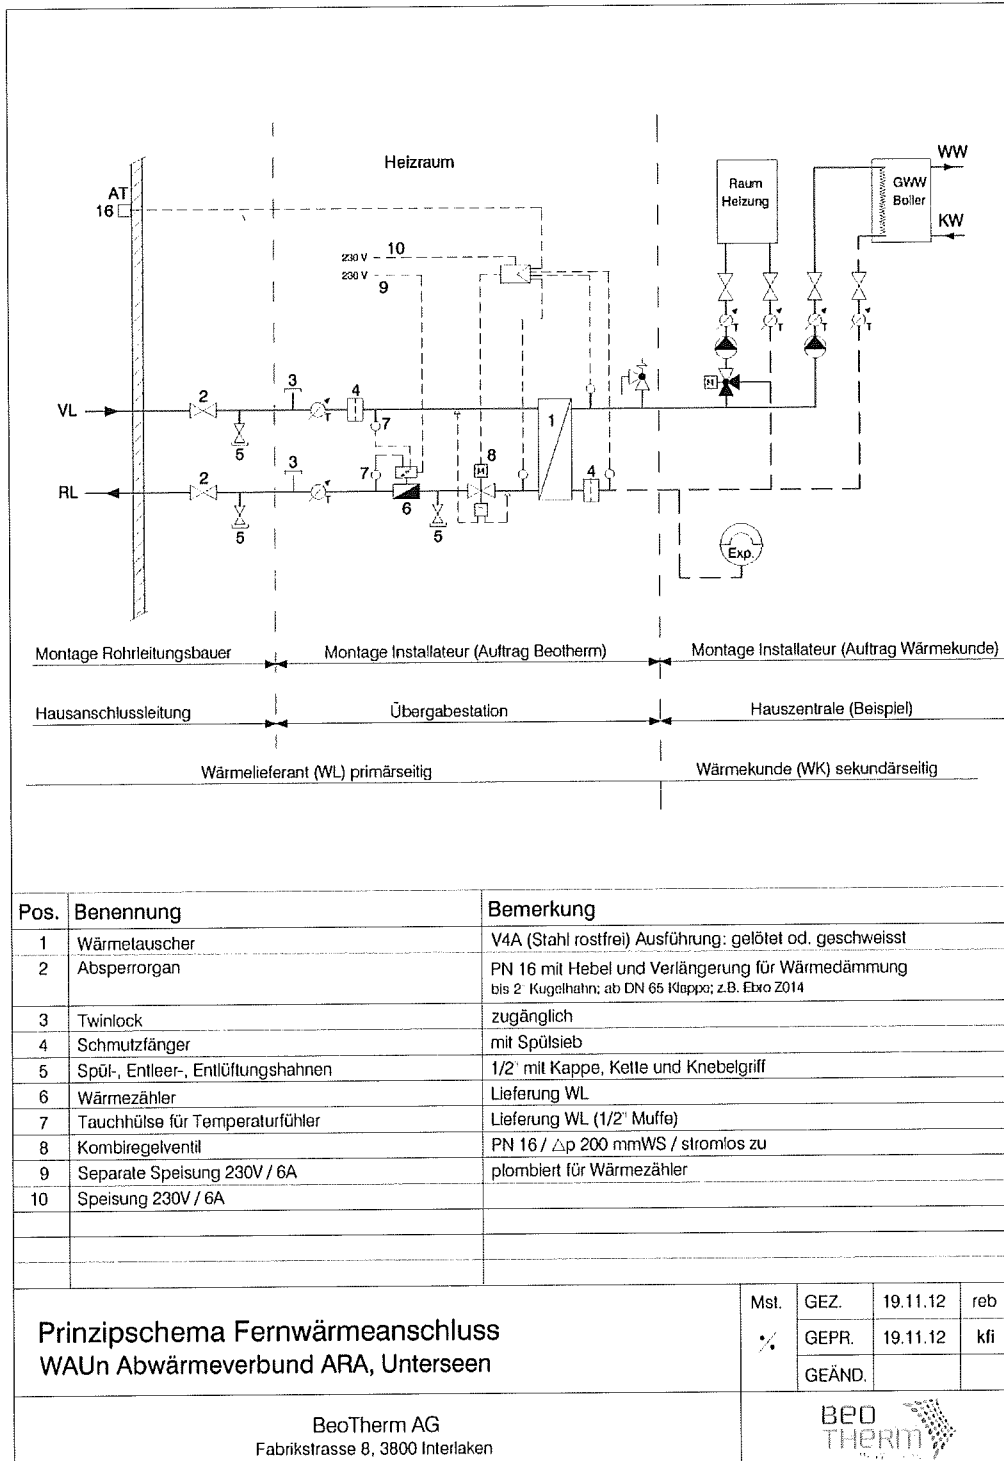 Heizraum
AT
16
10
230 V
230 V
9
Raum
Heizung
GWW
Boiler
WW
KW
VL
2
3
T
4
7
5
1
T
T
T
T
M
RL
2
3
T
7
6
5
8
M
5
4
Exp.
Montage Rohrleitungsbauer
Montage Installateur (Auftrag Beotherm)
Montage Installateur (Auftrag Wärmekunde)
Hausanschlussleitung
Übergabestation
Hauszentrale (Beispiel)
Wärmelieferant (WL) primärseitig
Wärmekunde (WK) sekundärseitig
Pos. Benennung Bemerkung
1 Wärmetauscher V4A (Stahl rostfrei) Ausführung: gelötet od. geschweisst
2 Absperrorgan PN 16 mit Hebel und Verlängerung für Wärmedämmung
bis 2" Kugelhahn; ab DN 65 Klappe; z.B. Ebro Z014
3 Twinlock zugänglich
4 Schmutzfänger mit Spülsieb
5 Spül-, Entleer-, Entlüftungshahnen 1/2" mit Kappe, Kette und Knebelgriff
6 Wärmezähler Lieferung WL
7 Tauchhülse für Temperaturfühler Lieferung WL (1/2" Muffe)
8 Kombiregelventil PN 16 / △p 200 mmWS / stromlos zu
9 Separate Speisung 230V / 6A plombiert für Wärmezähler
10 Speisung 230V / 6A
Prinzipschema Fernwärmeanschluss
WAUn Abwärmeverbund ARA, Unterseen
Mst. GEZ. 19.11.12 reb
•/. GEPR. 19.11.12 kfi
GEÄND.
BeoTherm AG
Fabrikstrasse 8, 3800 Interlaken
BEO
THERM